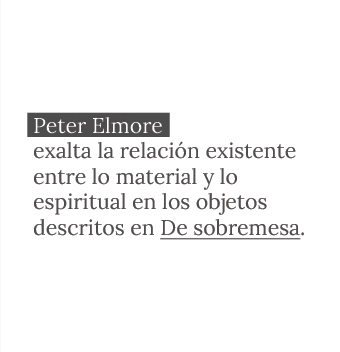 Peter Elmore
exalta la relación existente
entre lo material y lo
espiritual en los objetos
descritos en De sobremesa.